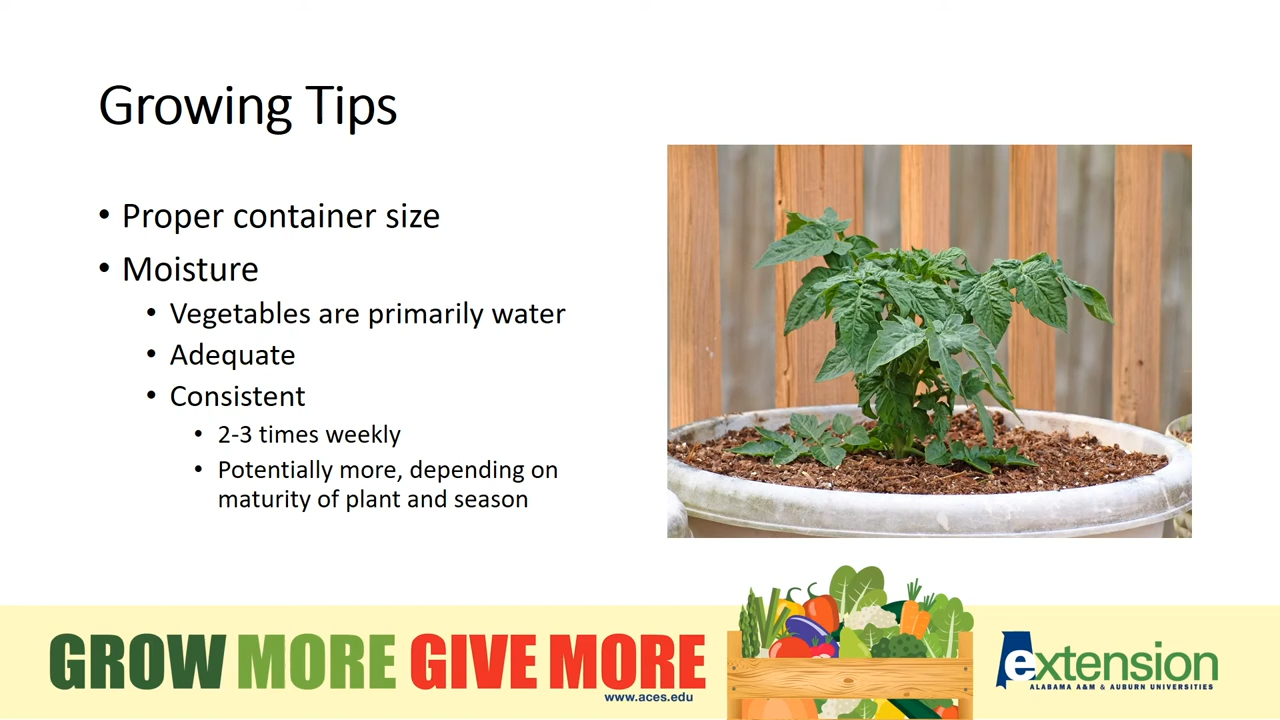 Growing Tips
• Proper container size
• Moisture
• Vegetables are primarily water
• Adequate
• Consistent
• 2-3 times weekly
• Potentially more, depending on
maturity of plant and season
GROW MORE GIVE MORE
www.aces.edu
extension
ALABAMA A&M & AUBURN UNIVERSITIES